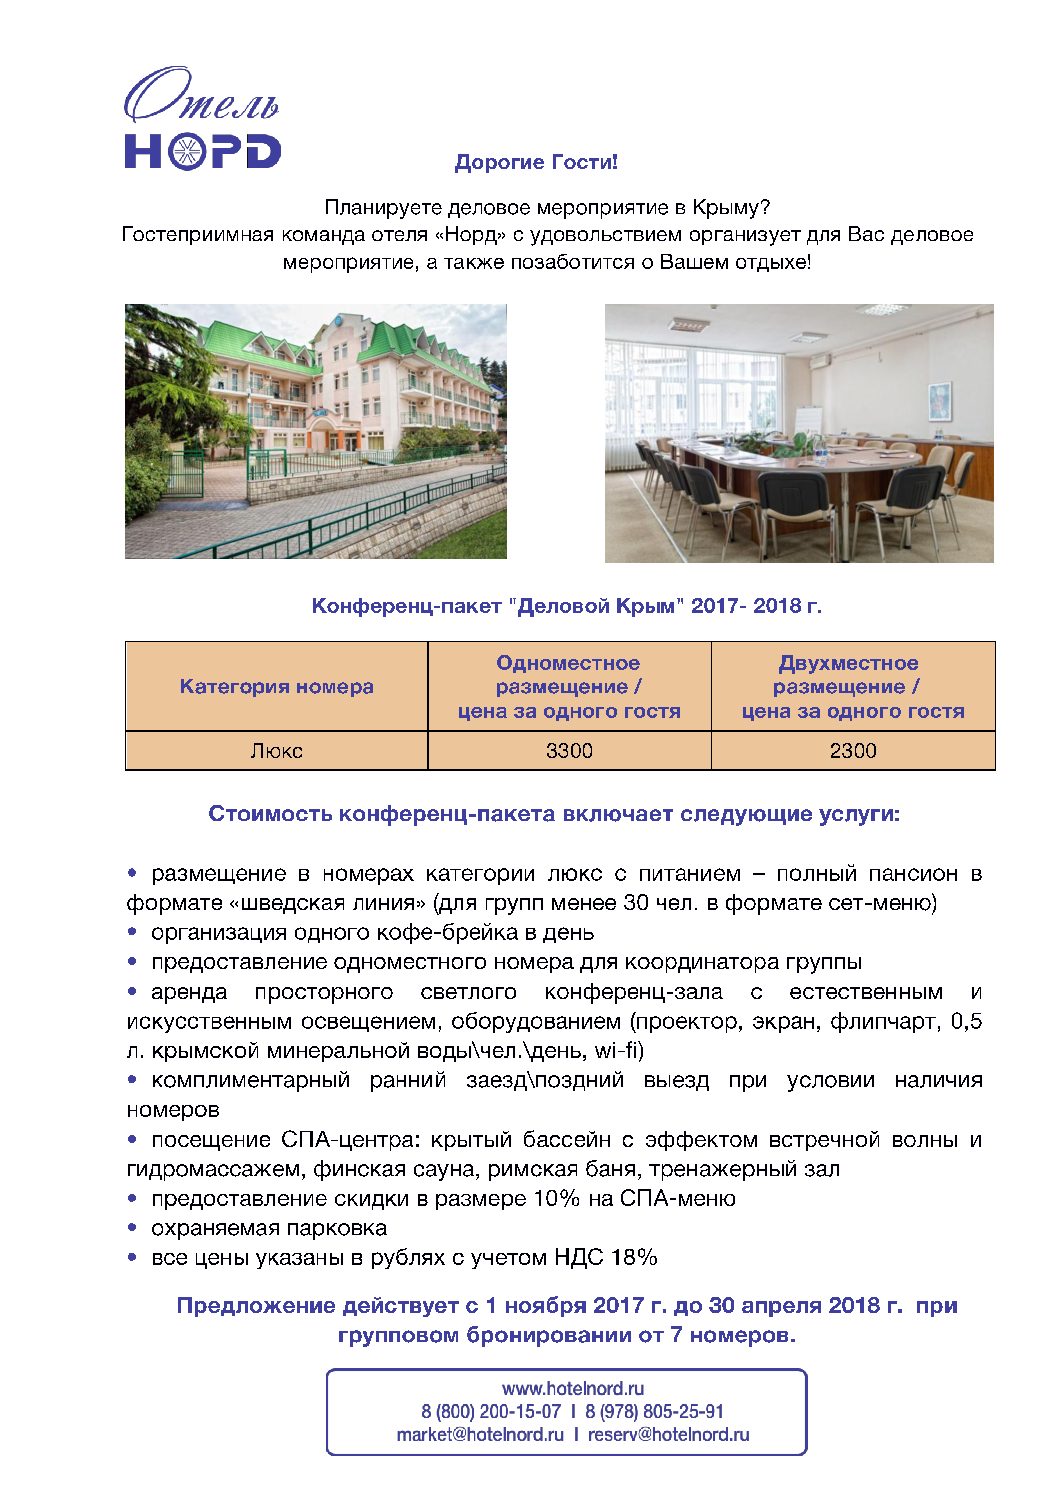 Отель
НОРD
Дорогие Гости!
Планируете деловое мероприятие в Крыму?
Гостеприимная команда отеля «Норд» с удовольствием организует для Вас деловое
мероприятие, а также позаботится о Вашем отдыхе!
Конференц-пакет "Деловой Крым" 2017- 2018 г.
Категория номера
Одноместное
размещение /
цена за одного гостя
Двухместное
размещение /
цена за одного гостя
Люкс 3300 2300
Стоимость конференц-пакета включает следующие услуги:
• размещение в номерах категории люкс с питанием – полный пансион в
формате «шведская линия» (для групп менее 30 чел. в формате сет-меню)
• организация одного кофе-брейка в день
• предоставление одноместного номера для координатора группы
• аренда просторного светлого конференц-зала с естественным и
искусственным освещением, оборудованием (проектор, экран, флипчарт, 0,5
л. крымской минеральной воды\чел.\день, wi-fi)
• комплиментарный ранний заезд\поздний выезд при условии наличия
номеров
• посещение СПА-центра: крытый бассейн с эффектом встречной волны и
гидромассажем, финская сауна, римская баня, тренажерный зал
• предоставление скидки в размере 10% на СПА-меню
• охраняемая парковка
• все цены указаны в рублях с учетом НДС 18%
Предложение действует с 1 ноября 2017 г. до 30 апреля 2018 г. при
групповом бронировании от 7 номеров.
www.hotelnord.ru
8 (800) 200-15-07 I 8 (978) 805-25-91
market@hotelnord.ru I reserv@hotelnord.ru